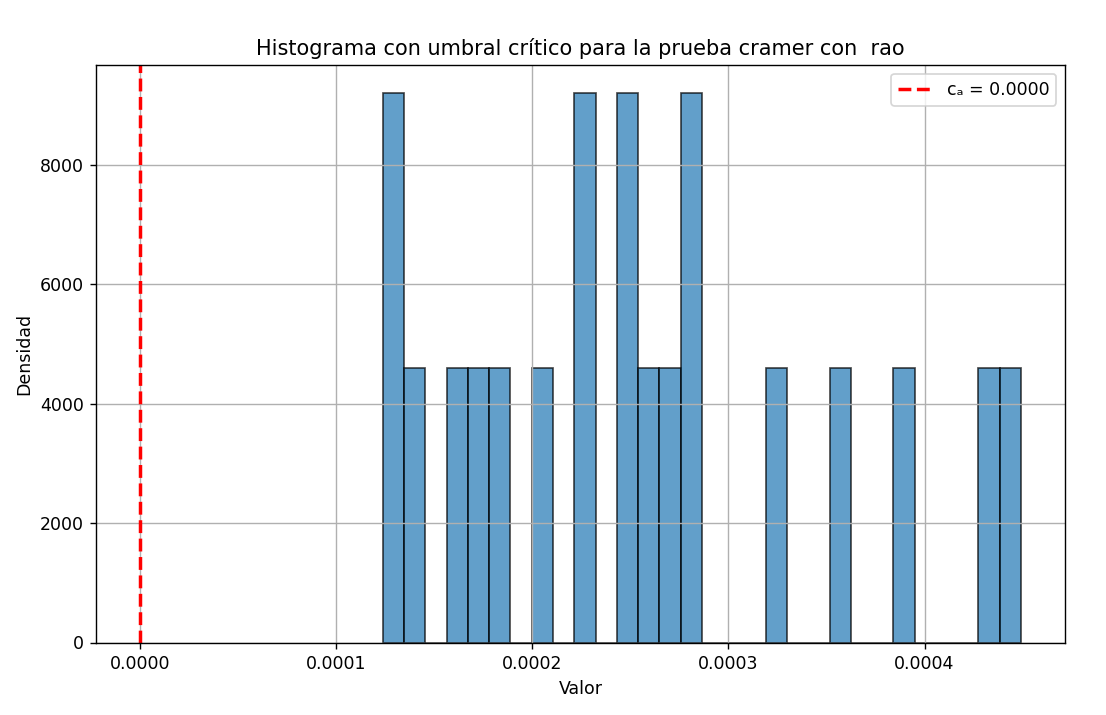 Histograma con umbral crítico para la prueba cramer con  rao
cₐ = 0.0000
Densidad
8000
6000
4000
2000
0
0.0000 0.0001 0.0002 0.0003 0.0004
Valor